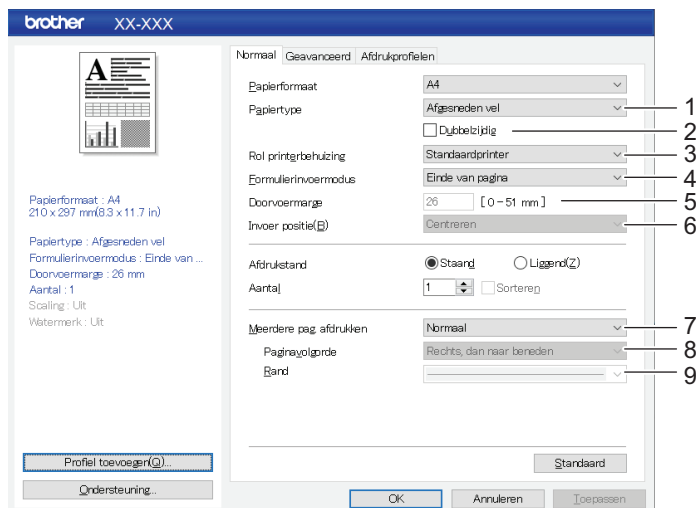 brother XX-XXX
Normaal Geavanceerd Afdrukprofielen
Papierformaat A4
Papiertype Afgesneden vel 1
Dubbelzijdig 2
Rol printerbehuizing Standaardprinter 3
Formulierinvoermodus Einde van pagina 4
Doorvoermarge 26 [ 0 – 51 mm ] 5
Invoer positie(B) Centreren 6
Afdrukstand Staand Liggend(Z)
Aantal 1 Sorteren
Meerdere pag. afdrukken Normaal 7
Paginavolgorde Rechts, dan naar beneden 8
Rand 9
Papierformaat : A4
210 x 297 mm(8.3 x 11.7 in)
Papiertype : Afgesneden vel
Formulierinvoermodus : Einde van ...
Doorvoermarge : 26 mm
Aantal : 1
Scaling : Uit
Watermerk : Uit
Profiel toevoegen(Q)...
Ondersteuning...
Standaard
OK Annuleren Toepassen
A